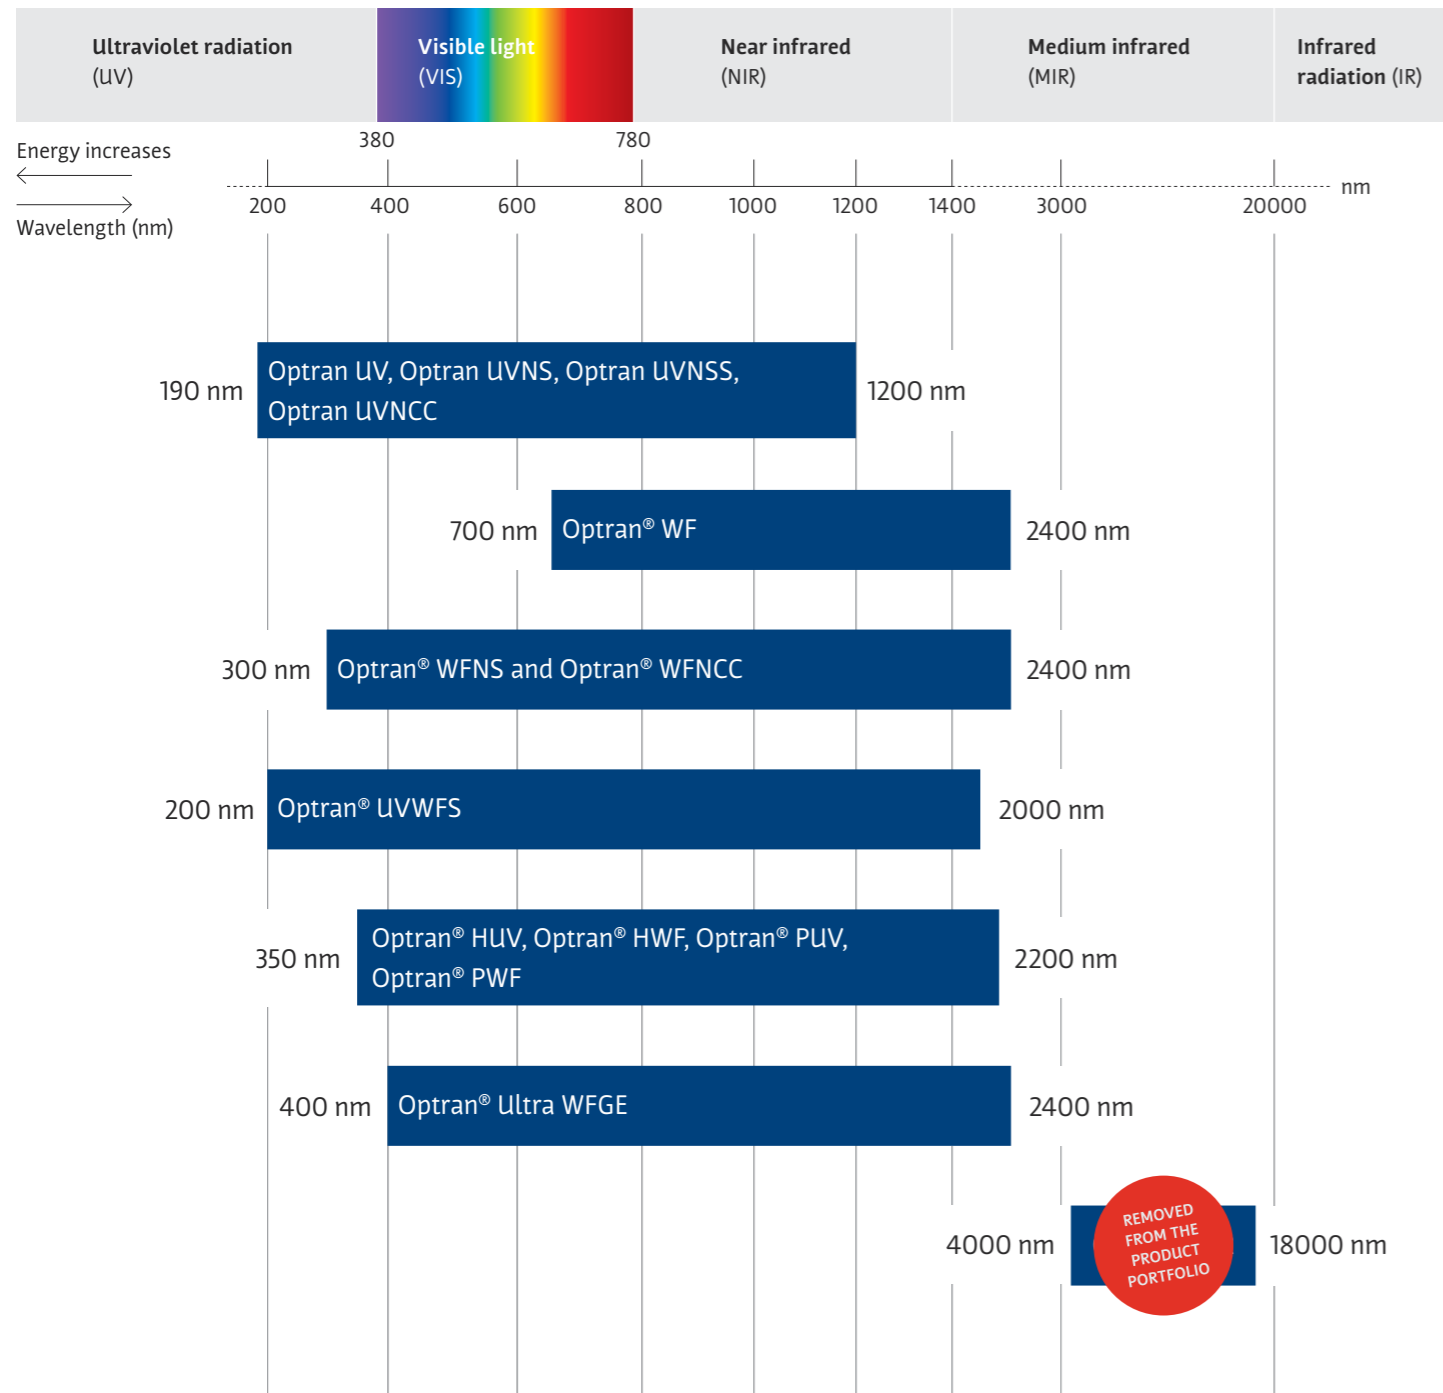 Ultraviolet radiation
(UV)
Visible light
(VIS)
Near infrared
(NIR)
Medium infrared
(MIR)
Infrared
radiation (IR)
380
780
Energy increases
Wavelength (nm)
nm
200
400
600
800
1000
1200
1400
3000
20000
190 nm
Optran UV, Optran UVNS, Optran UVNSS,
Optran UVNCC
1200 nm
700 nm
Optran® WF
2400 nm
300 nm
Optran® WFNS and Optran® WFNCC
2400 nm
200 nm
Optran® UVWFS
2000 nm
350 nm
Optran® HUV, Optran® HWF, Optran® PUV,
Optran® PWF
2200 nm
400 nm
Optran® Ultra WFGE
2400 nm
4000 nm
REMOVED
FROM THE
PRODUCT
PORTFOLIO
18000 nm